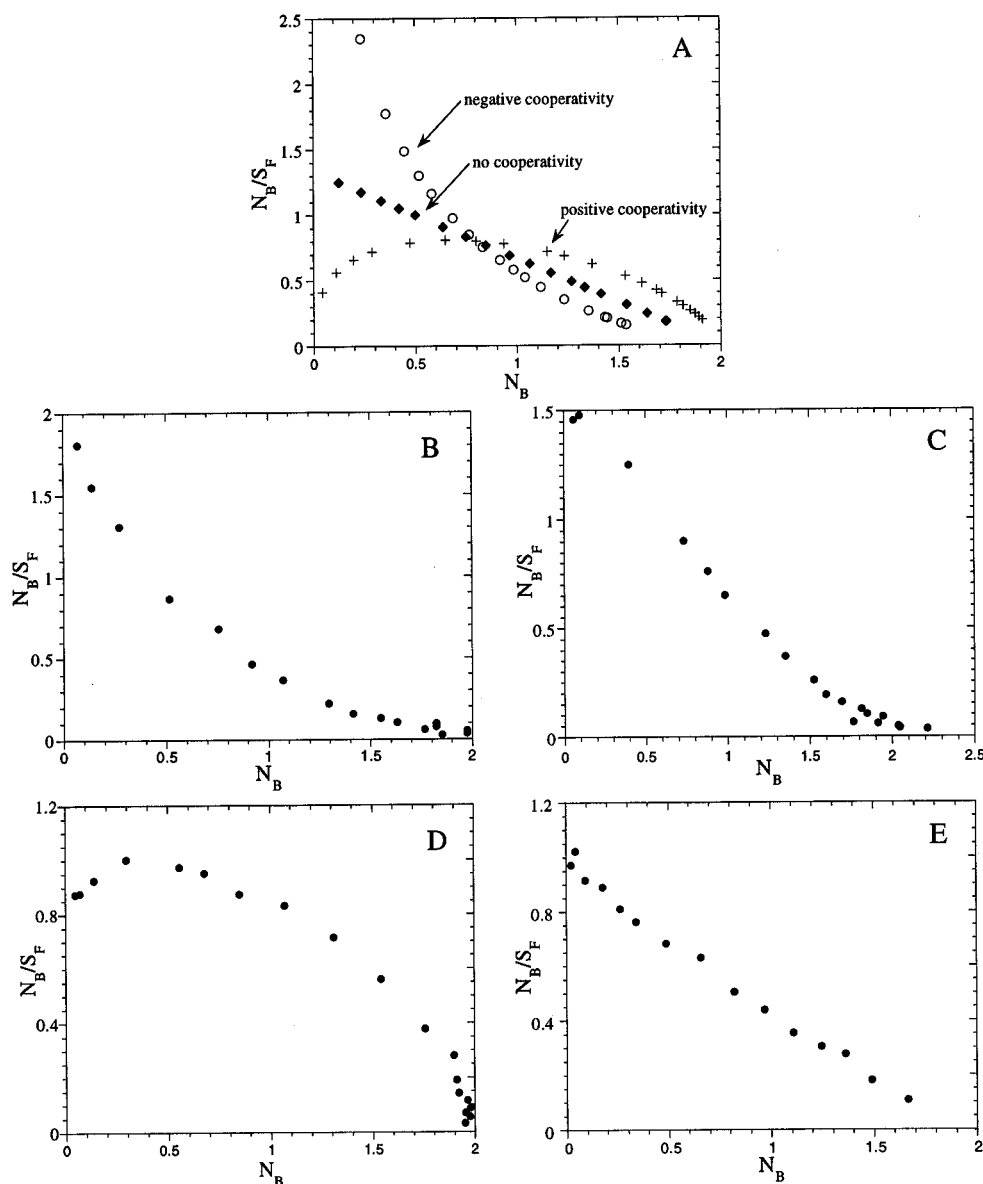 A
2.5
negative cooperativity
2
1.5
no cooperativity
N_B/S_F
positive cooperativity
1
0.5
0
0 0.5 1 1.5 2
N_B
B
2
1.5
N_B/S_F
1
0.5
0
0 0.5 1 1.5 2
N_B
C
1.5
1
N_B/S_F
0.5
0
0 0.5 1 1.5 2 2.5
N_B
D
1.2
0.8
N_B/S_F
0.4
0
0 0.5 1 1.5 2
N_B
E
1.2
0.8
N_B/S_F
0.4
0
0 0.5 1 1.5 2
N_B